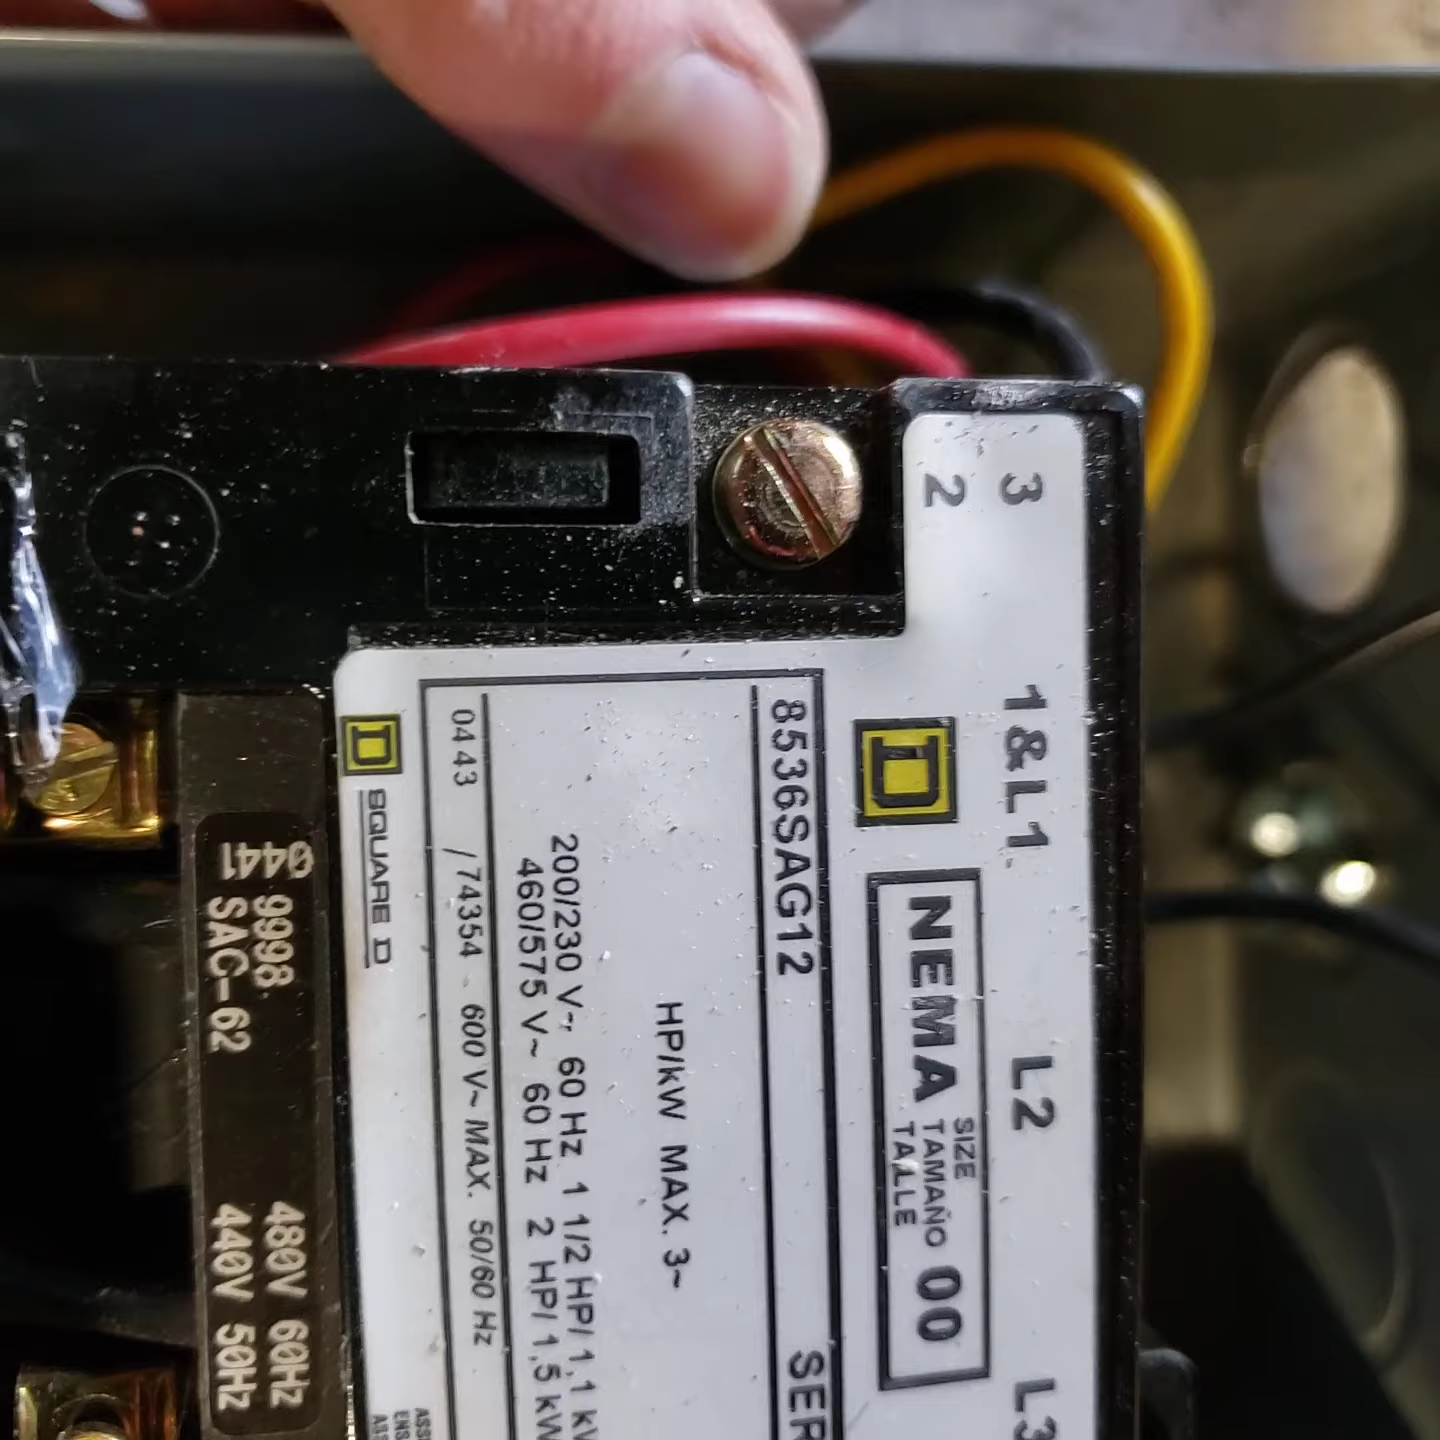 3 1&L1 L2 L3
2
NEMA SIZE 00
TAMAÑO
TALLE
8536SAG12 SER
HP/kW MAX. 3~
200/230 V~, 60 Hz 1 1/2 HP/ 1,1 kW
460/575 V~ 60 Hz 2 HP/ 1,5 kW
0443 /74354 600 V~ MAX. 50/60 Hz
SQUARE D
9998 480V 60HZ
SAC-62 440V 50HZ
0441